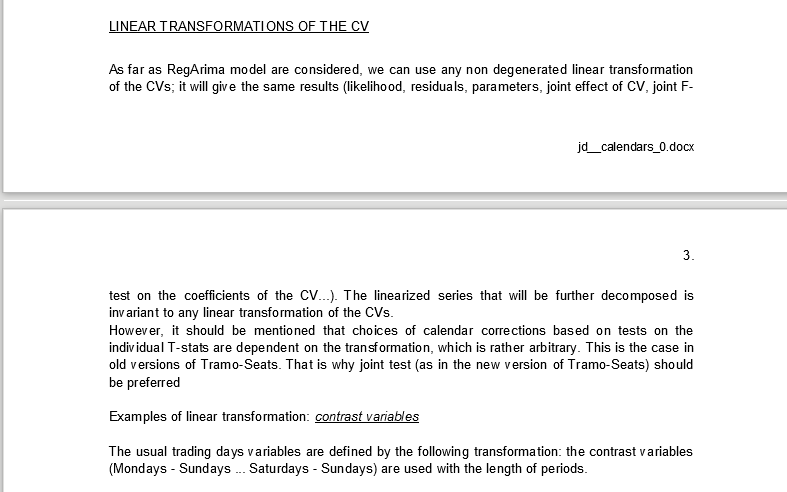 LINEAR TRANSFORMATIONS OF THE CV
As far as RegArima model are considered, we can use any non degenerated linear transformation
of the CVs; it will give the same results (likelihood, residuals, parameters, joint effect of CV, joint F-
jd__calendars_0.docx
3.
test on the coefficients of the CV...). The linearized series that will be further decomposed is
invariant to any linear transformation of the CVs.
However, it should be mentioned that choices of calendar corrections based on tests on the
individual T-stats are dependent on the transformation, which is rather arbitrary. This is the case in
old versions of Tramo-Seats. That is why joint test (as in the new version of Tramo-Seats) should
be preferred
Examples of linear transformation: contrast variables
The usual trading days variables are defined by the following transformation: the contrast variables
(Mondays - Sundays ... Saturdays - Sundays) are used with the length of periods.